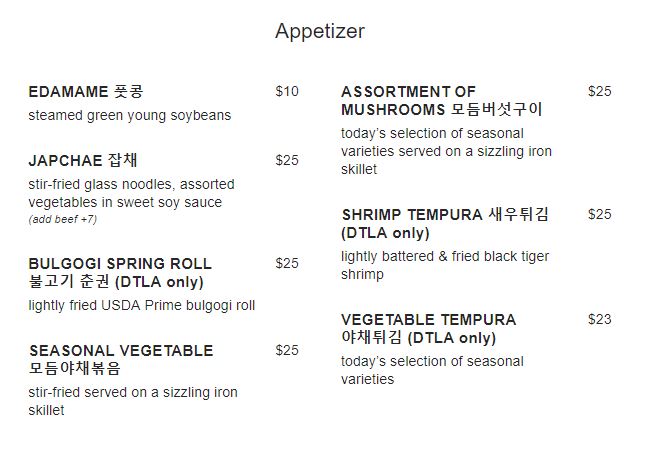 Appetizer
EDAMAME 풋콩 $10
steamed green young soybeans
JAPCHAE 잡채 $25
stir-fried glass noodles, assorted
vegetables in sweet soy sauce
(add beef +7)
BULGOGI SPRING ROLL $25
불고기 춘권 (DTLA only)
lightly fried USDA Prime bulgogi roll
SEASONAL VEGETABLE $25
모듬야채볶음
stir-fried served on a sizzling iron
skillet
ASSORTMENT OF $25
MUSHROOMS 모듬버섯구이
today’s selection of seasonal
varieties served on a sizzling iron
skillet
SHRIMP TEMPURA 새우튀김 $25
(DTLA only)
lightly battered & fried black tiger
shrimp
VEGETABLE TEMPURA $23
야채튀김 (DTLA only)
today’s selection of seasonal
varieties